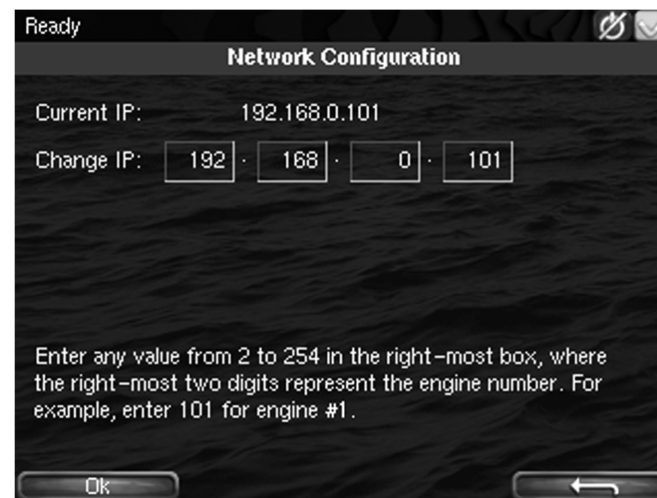 Ready
Network Configuration
Current IP: 192.168.0.101
Change IP: 192 . 168 . 0 . 101
Enter any value from 2 to 254 in the right-most box, where
the right-most two digits represent the engine number. For
example, enter 101 for engine #1.
Ok